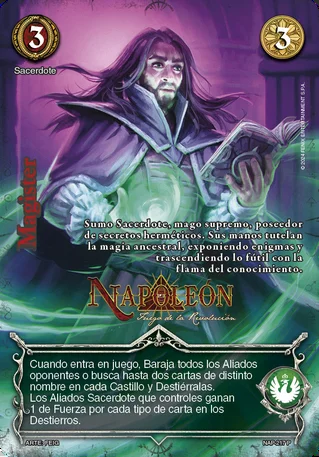 3
3
Sacerdote
Magister
Sumo Sacerdote, mago supremo, poseedor
de secretos herméticos. Sus manos tutelan
la magia ancestral, exponiendo enigmas y
trascendiendo lo fútil con la
flama del conocimiento.
NAPOLEÓN
Fuego de la Revolución
Cuando entra en juego, Baraja todos los Aliados
oponentes o busca hasta dos cartas de distinto
nombre en cada Castillo y Destiérralas.
Los Aliados Sacerdote que controles ganan
1 de Fuerza por cada tipo de carta en los
Destierros.
ARTE: FEIG